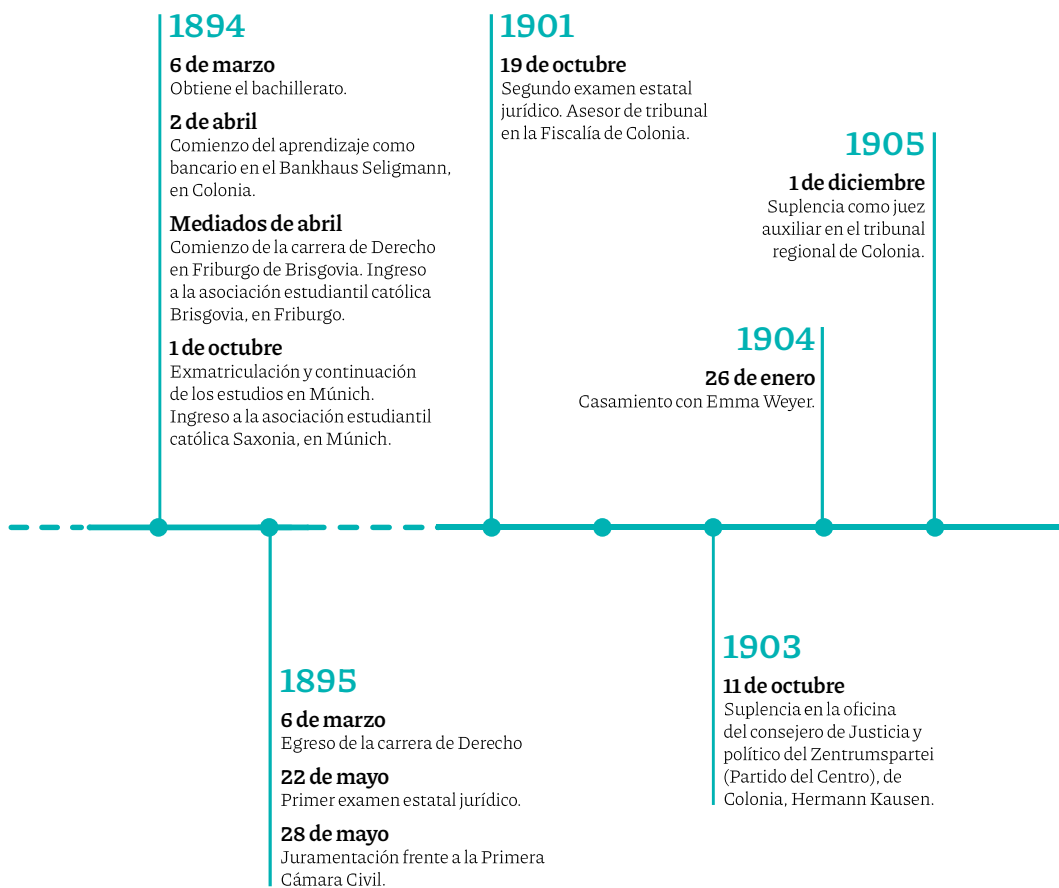 1894
6 de marzo
Obtiene el bachillerato.
2 de abril
Comienzo del aprendizaje como
bancario en el Bankhaus Seligmann,
en Colonia.
Mediados de abril
Comienzo de la carrera de Derecho
en Friburgo de Brisgovia. Ingreso
a la asociación estudiantil católica
Brisgovia, en Friburgo.
1 de octubre
Exmatriculación y continuación
de los estudios en Múnich.
Ingreso a la asociación estudiantil
católica Saxonia, en Múnich.
1895
6 de marzo
Egreso de la carrera de Derecho
22 de mayo
Primer examen estatal jurídico.
28 de mayo
Juramentación frente a la Primera
Cámara Civil.
1901
19 de octubre
Segundo examen estatal
jurídico. Asesor de tribunal
en la Fiscalía de Colonia.
1903
11 de octubre
Suplencia en la oficina
del consejero de Justicia y
político del Zentrumspartei
(Partido del Centro), de
Colonia, Hermann Kausen.
1904
26 de enero
Casamiento con Emma Weyer.
1905
1 de diciembre
Suplencia como juez
auxiliar en el tribunal
regional de Colonia.